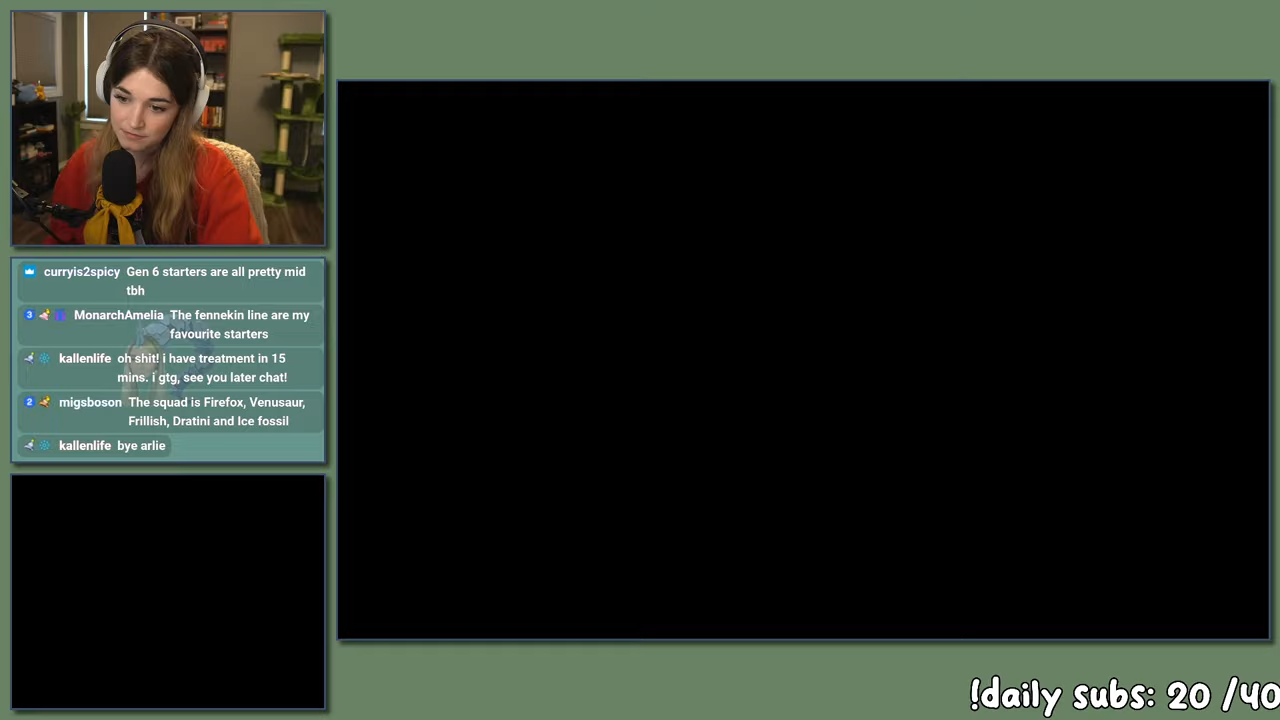 curryis2spicy Gen 6 starters are all pretty mid
tbh
3 MonarchAmelia The fennekin line are my
favourite starters
kallenlife oh shit! i have treatment in 15
mins. i gtg, see you later chat!
2 migsboson The squad is Firefox, Venusaur,
Frillish, Dratini and Ice fossil
kallenlife bye arlie
!daily subs: 20 /40